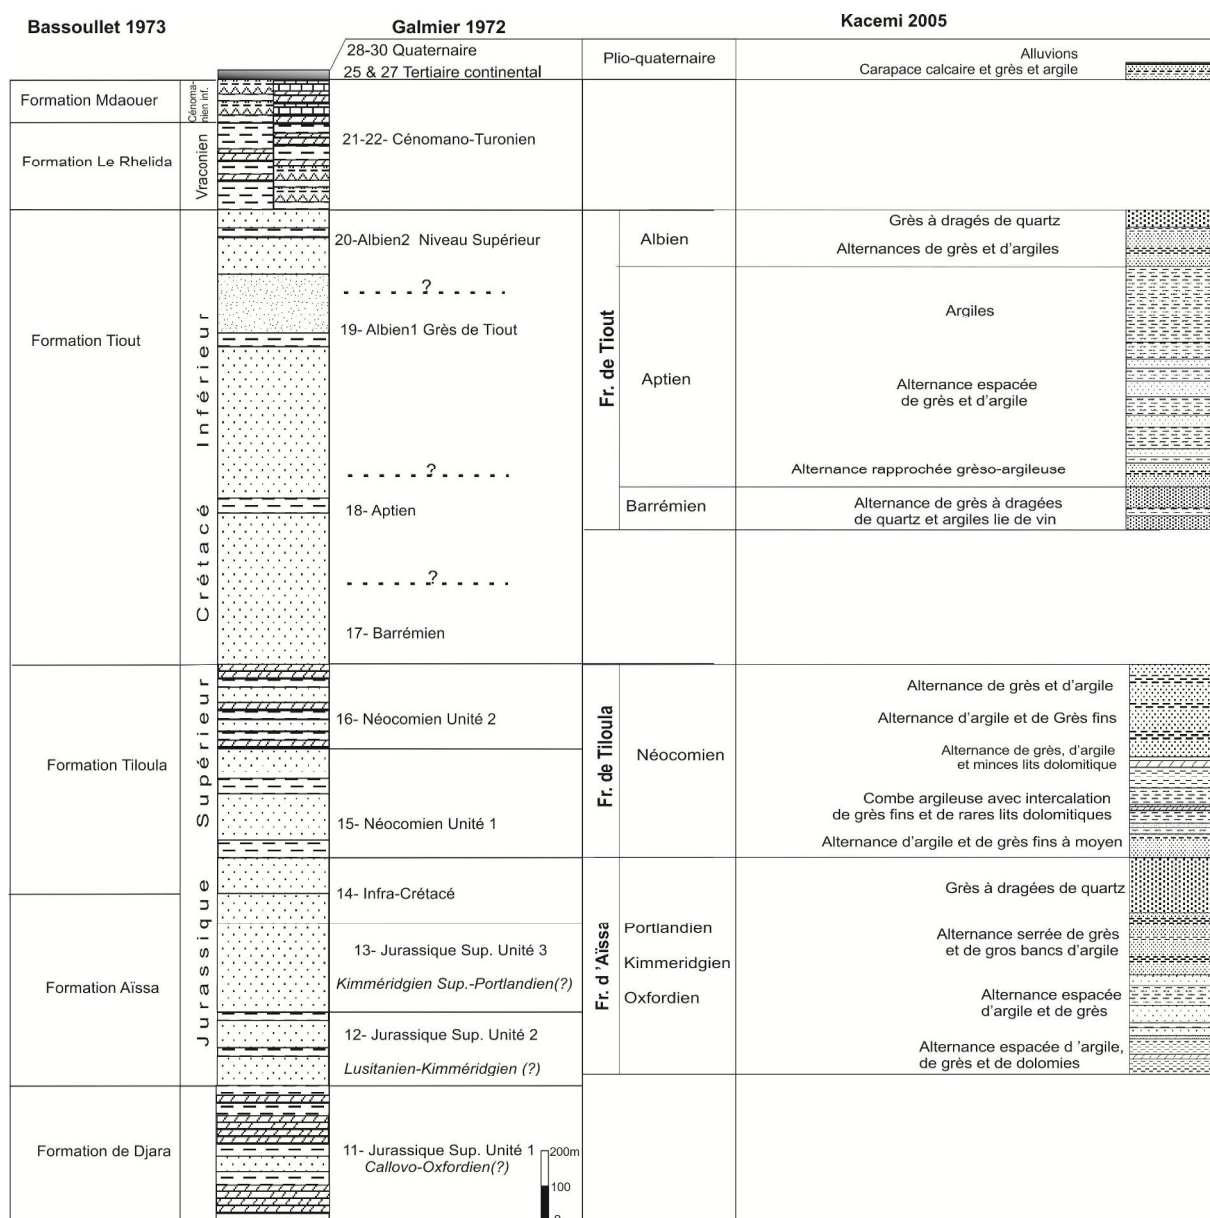 Bassoullet 1973
Galmier 1972
Kacemi 2005
28-30 Quaternaire
25 & 27 Tertiaire continental
Plio-quaternaire
Alluvions
Carapace calcaire et grès et argile
Formation Mdaouer
Cénoma-
nien inf.
Formation Le Rhelida
Vraconien
21-22- Cénomano-Turonien
Formation Tiout
Crétacé Inférieur
20-Albien2 Niveau Supérieur
?
19- Albien1 Grès de Tiout
?
18- Aptien
?
17- Barrémien
Fr. de Tiout
Albien
Grès à dragés de quartz
Alternances de grès et d'argiles
Aptien
Argiles
Alternance espacée
de grès et d'argile
Alternance rapprochée grèso-argileuse
Barrémien
Alternance de grès à dragées
de quartz et argiles lie de vin
Formation Tiloula
Jurassique Supérieur
16- Néocomien Unité 2
15- Néocomien Unité 1
Fr. de Tiloula
Néocomien
Alternance de grès et d'argile
Alternance d'argile et de Grès fins
Alternance de grès, d'argile
et minces lits dolomitique
Combe argileuse avec intercalation
de grès fins et de rares lits dolomitiques
Alternance d'argile et de grès fins à moyen
14- Infra-Crétacé
Formation Aïssa
13- Jurassique Sup. Unité 3
Kimméridgien Sup.-Portlandien(?)
12- Jurassique Sup. Unité 2
Lusitanien-Kimméridgien (?)
Fr. d 'Aïssa
Portlandien
Kimmeridgien
Oxfordien
Grès à dragées de quartz
Alternance serrée de grès
et de gros bancs d'argile
Alternance espacée
d'argile et de grès
Alternance espacée d 'argile,
de grès et de dolomies
Formation de Djara
11- Jurassique Sup. Unité 1
Callovo-Oxfordien(?)
200m
100
0